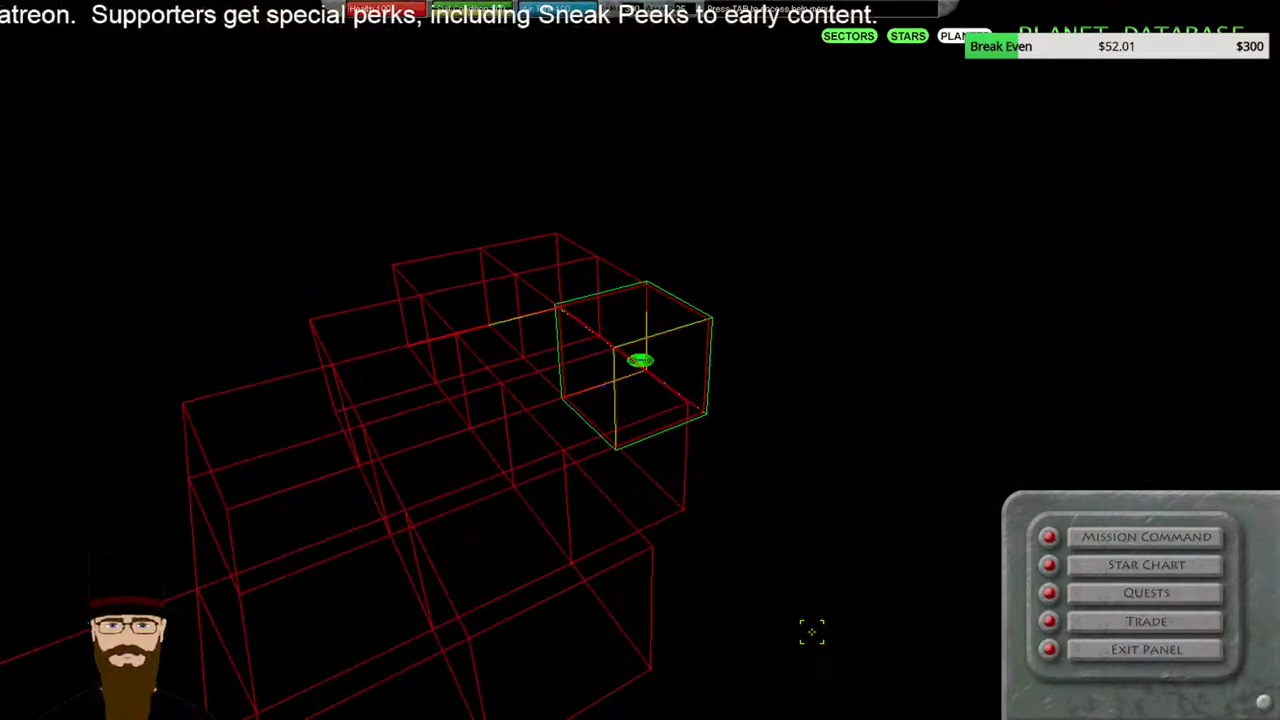 atreon.  Supporters get special perks, including Sneak Peeks to early content.
SECTORS
STARS
PLANET DATABASE
Break Even
$52.01
$300
MISSION COMMAND
STAR CHART
QUESTS
TRADE
EXIT PANEL